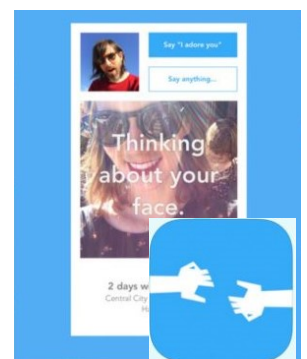 Say "I adore you"
Say anything...
Thinking
about your
face.
2 days w
Central City
H